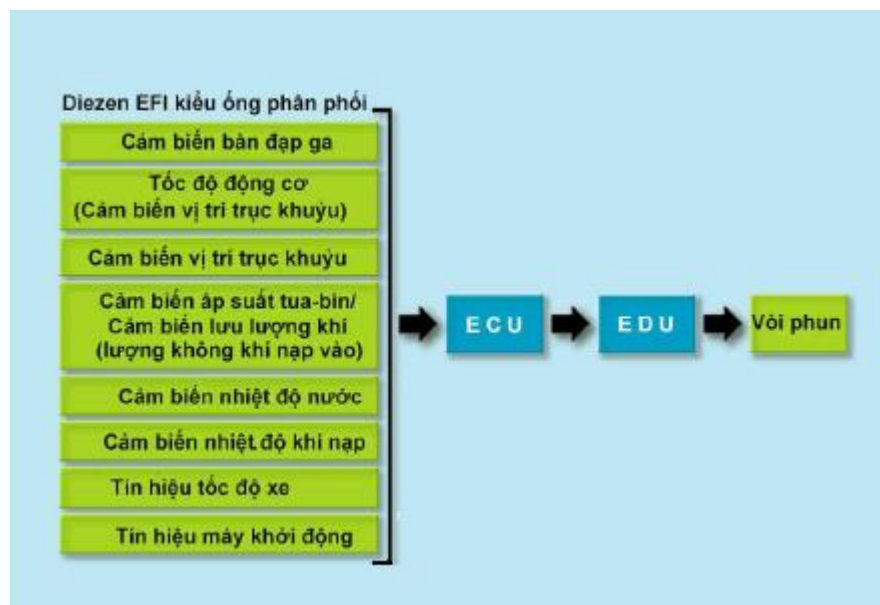 Diezen EFI kiểu ống phân phối
Cảm biến bàn đạp ga
Tốc độ động cơ
(Cảm biến vị trí trục khuỷu)
Cảm biến vị trí trục khuỷu
Cảm biến áp suất tua-bin/
Cảm biến lưu lượng khí
(lượng không khí nạp vào)
Cảm biến nhiệt độ nước
Cảm biến nhiệt độ khí nạp
Tín hiệu tốc độ xe
Tín hiệu máy khởi động
ECU
EDU
Vòi phun